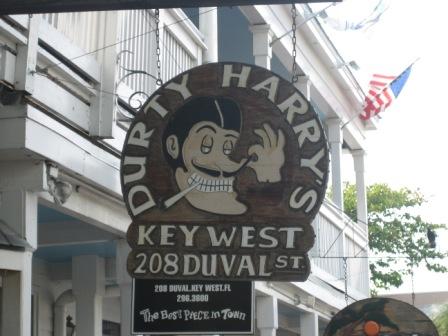 DURTY HARRY'S
KEY WEST
208 DUVAL ST.
208 DUVAL, KEY WEST, FL
296.3800
The Best Piece in Town